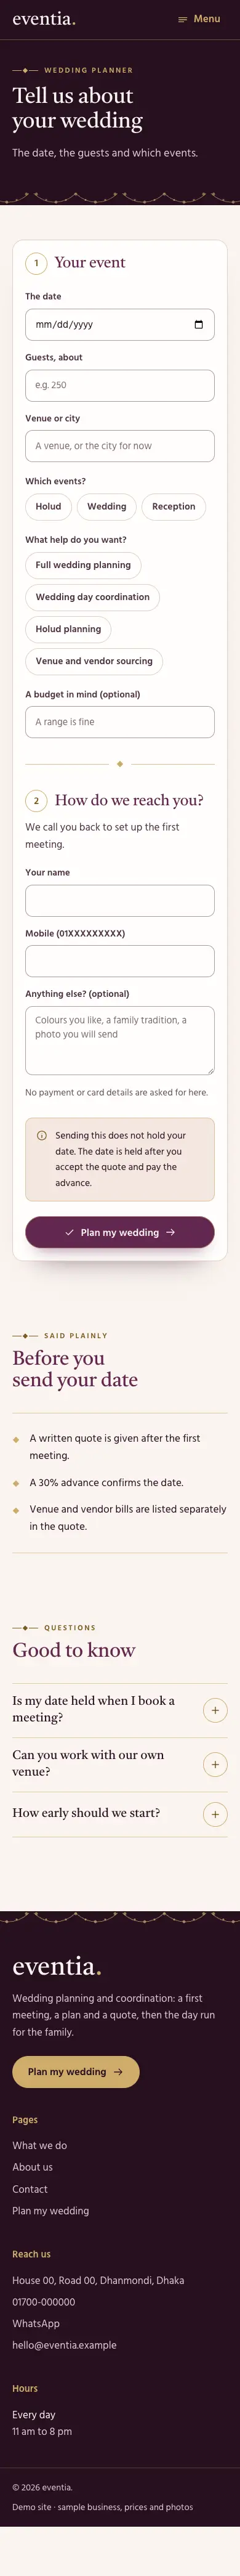 eventia.
Menu
WEDDING PLANNER
Tell us about
your wedding
The date, the guests and which events.
1 Your event
The date
mm/dd/yyyy
Guests, about
e.g. 250
Venue or city
A venue, or the city for now
Which events?
Holud Wedding Reception
What help do you want?
Full wedding planning
Wedding day coordination
Holud planning
Venue and vendor sourcing
A budget in mind (optional)
A range is fine
2 How do we reach you?
We call you back to set up the first
meeting.
Your name
Mobile (01XXXXXXXXX)
Anything else? (optional)
Colours you like, a family tradition, a
photo you will send
No payment or card details are asked for here.
Sending this does not hold your
date. The date is held after you
accept the quote and pay the
advance.
Plan my wedding
SAID PLAINLY
Before you
send your date
A written quote is given after the first
meeting.
A 30% advance confirms the date.
Venue and vendor bills are listed separately
in the quote.
QUESTIONS
Good to know
Is my date held when I book a
meeting?
Can you work with our own
venue?
How early should we start?
eventia.
Wedding planning and coordination: a first
meeting, a plan and a quote, then the day run
for the family.
Plan my wedding
Pages
What we do
About us
Contact
Plan my wedding
Reach us
House 00, Road 00, Dhanmondi, Dhaka
01700-000000
WhatsApp
hello@eventia.example
Hours
Every day
11 am to 8 pm
© 2026 eventia.
Demo site · sample business, prices and photos